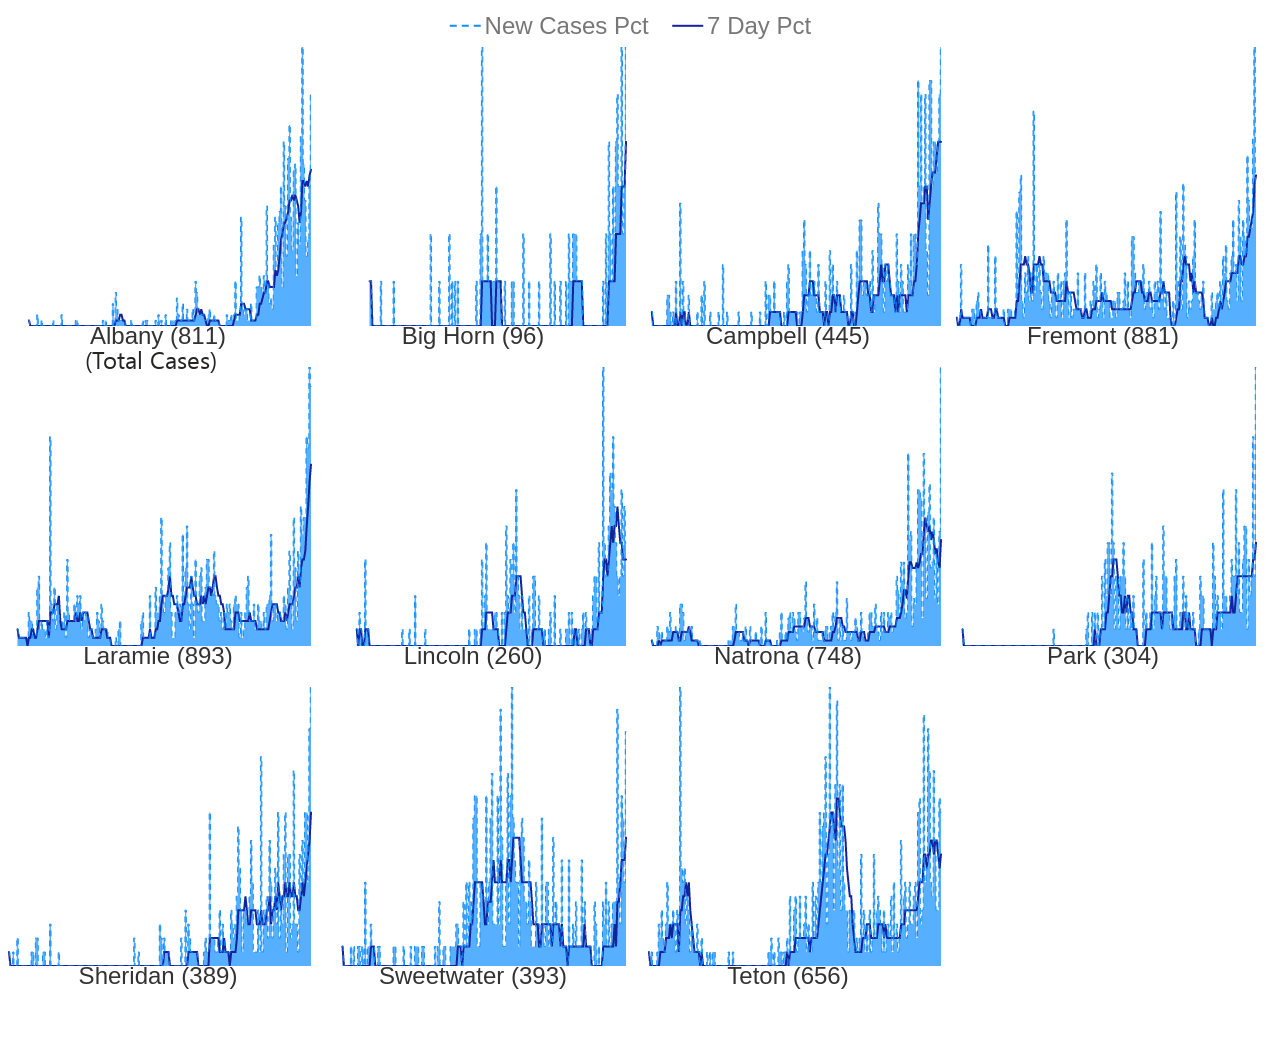 New Cases Pct 7 Day Pct
Albany (811) Big Horn (96) Campbell (445) Fremont (881)
(Total Cases)
Laramie (893) Lincoln (260) Natrona (748) Park (304)
Sheridan (389) Sweetwater (393) Teton (656)